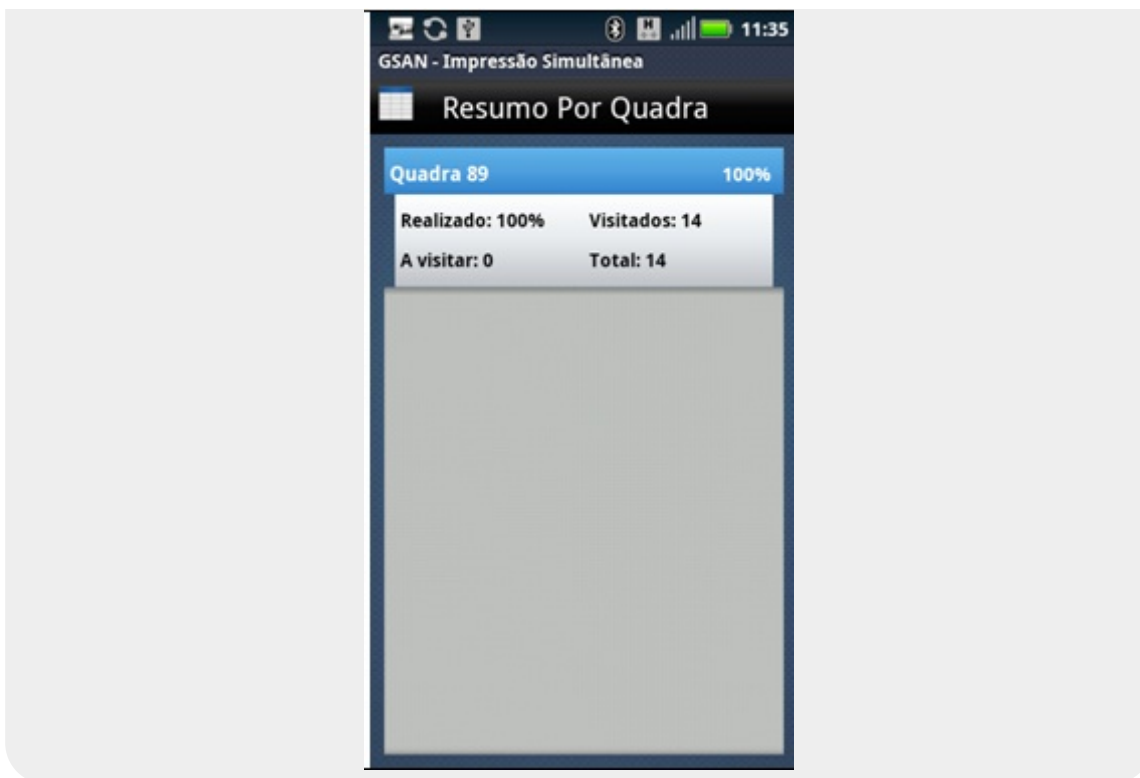 11:35
GSAN - Impressão Simultânea
Resumo Por Quadra
Quadra 89 100%
Realizado: 100% Visitados: 14
A visitar: 0 Total: 14